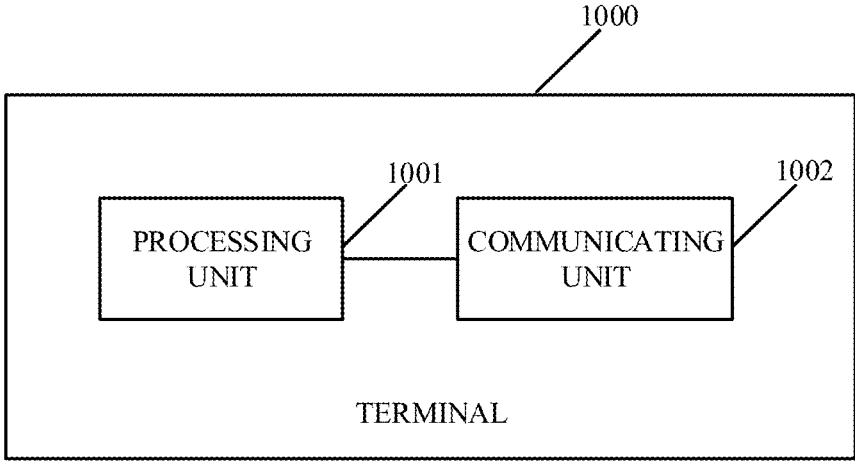 1000
1001
1002
PROCESSING
UNIT
COMMUNICATING
UNIT
TERMINAL